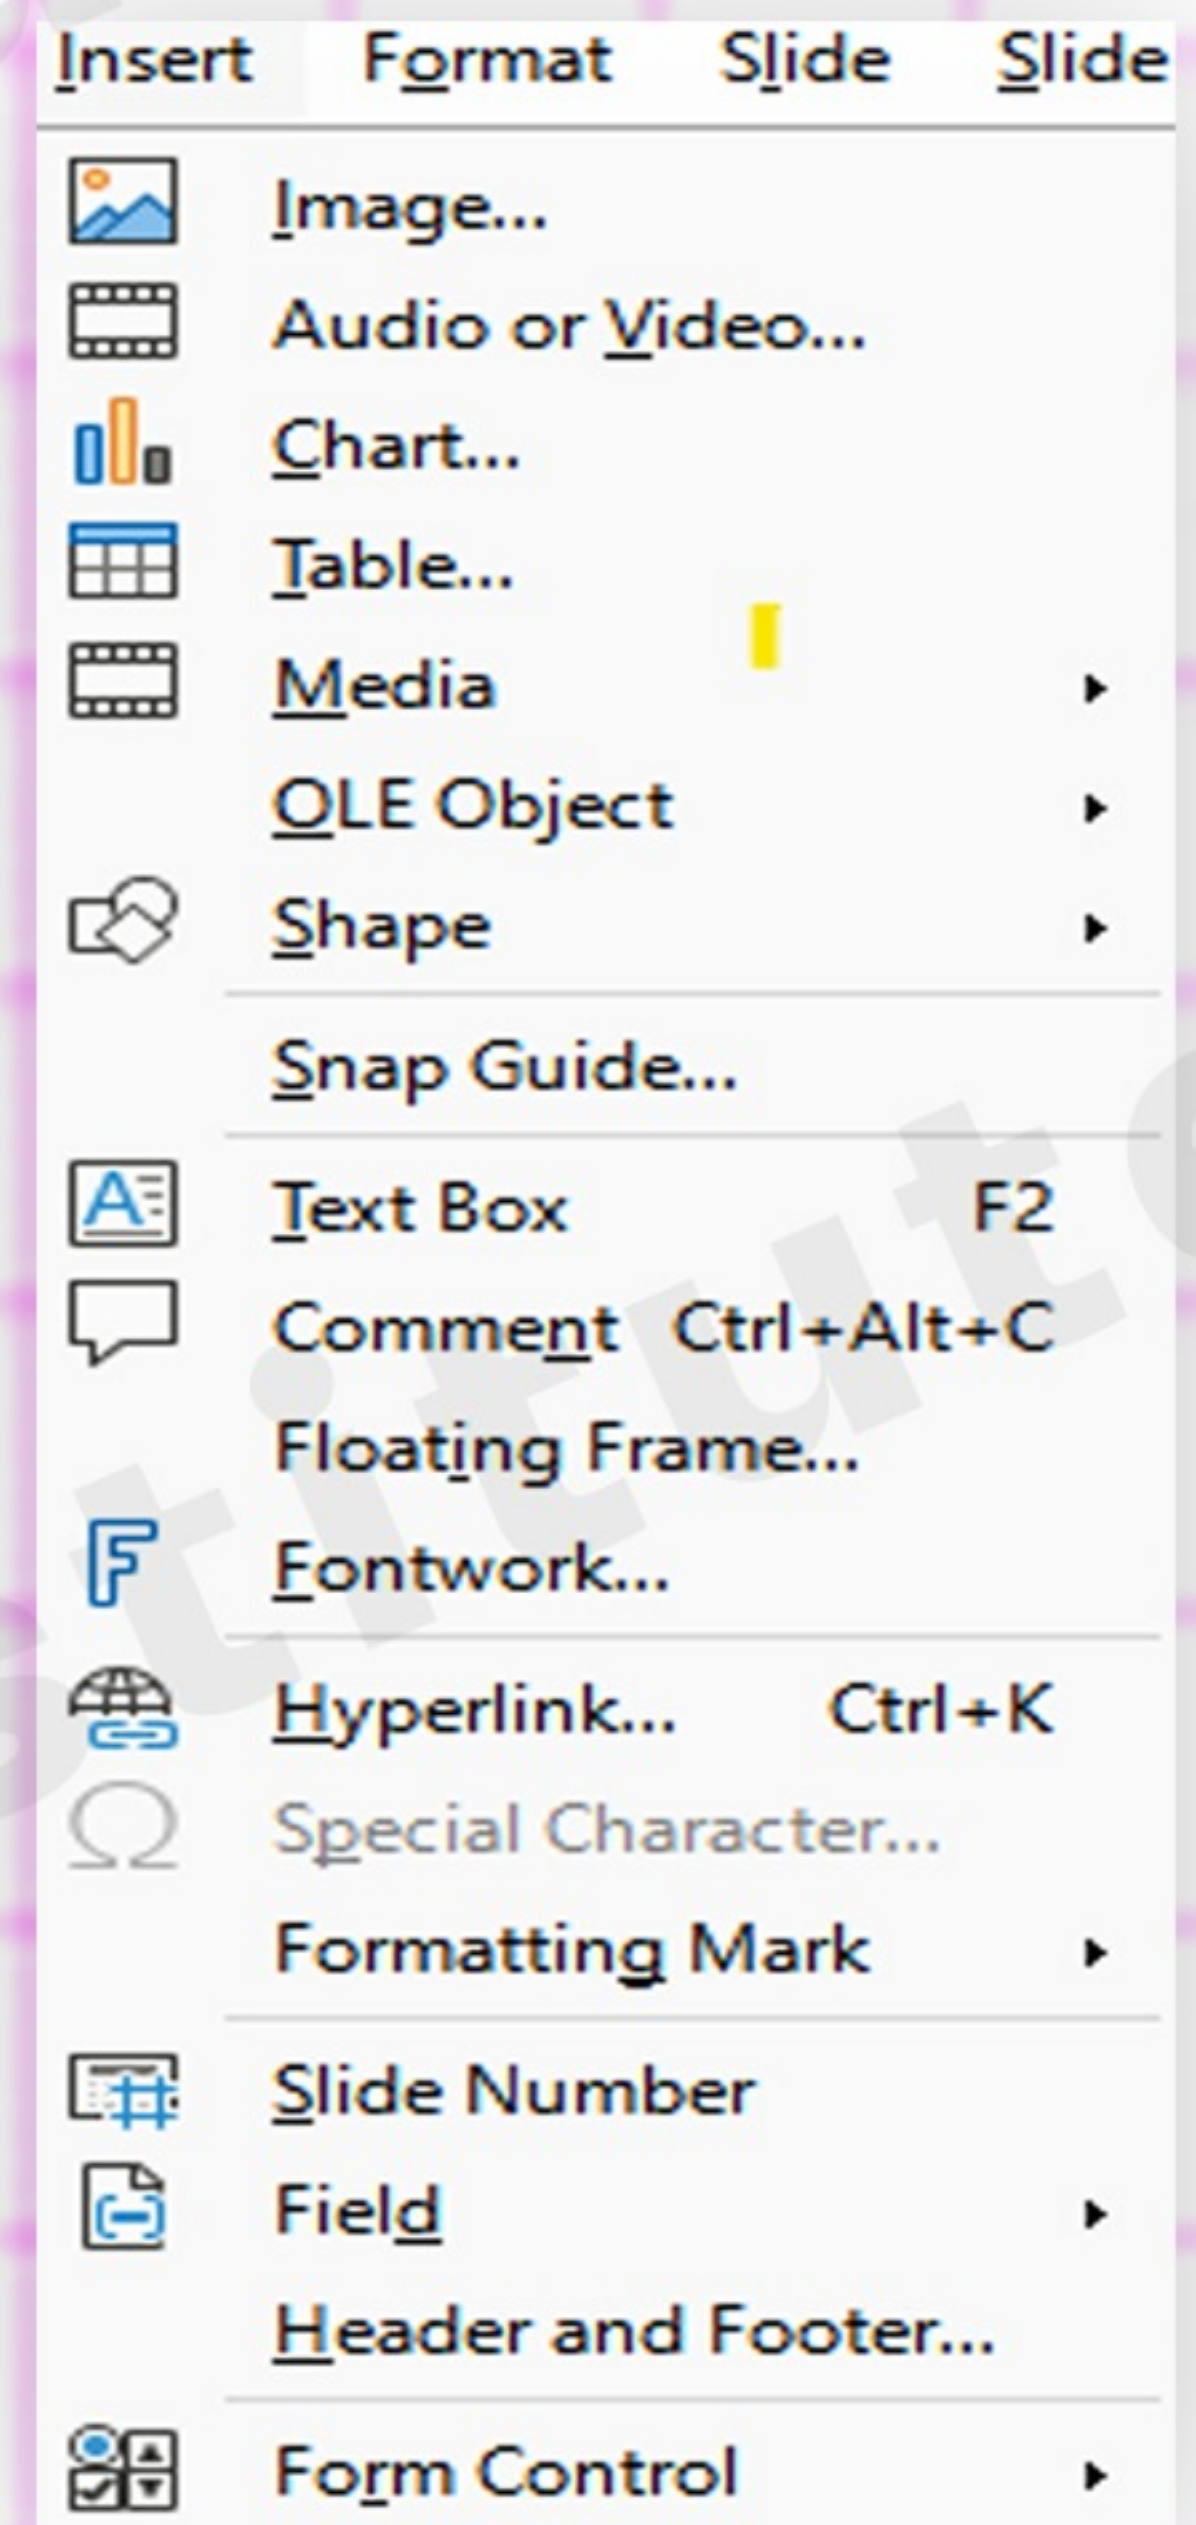 Insert Format Slide Slide
Image...
Audio or Video...
Chart...
Table...
Media
OLE Object
Shape
Snap Guide...
Text Box F2
Comment Ctrl+Alt+C
Floating Frame...
Fontwork...
Hyperlink... Ctrl+K
Special Character...
Formatting Mark
Slide Number
Field
Header and Footer...
Form Control